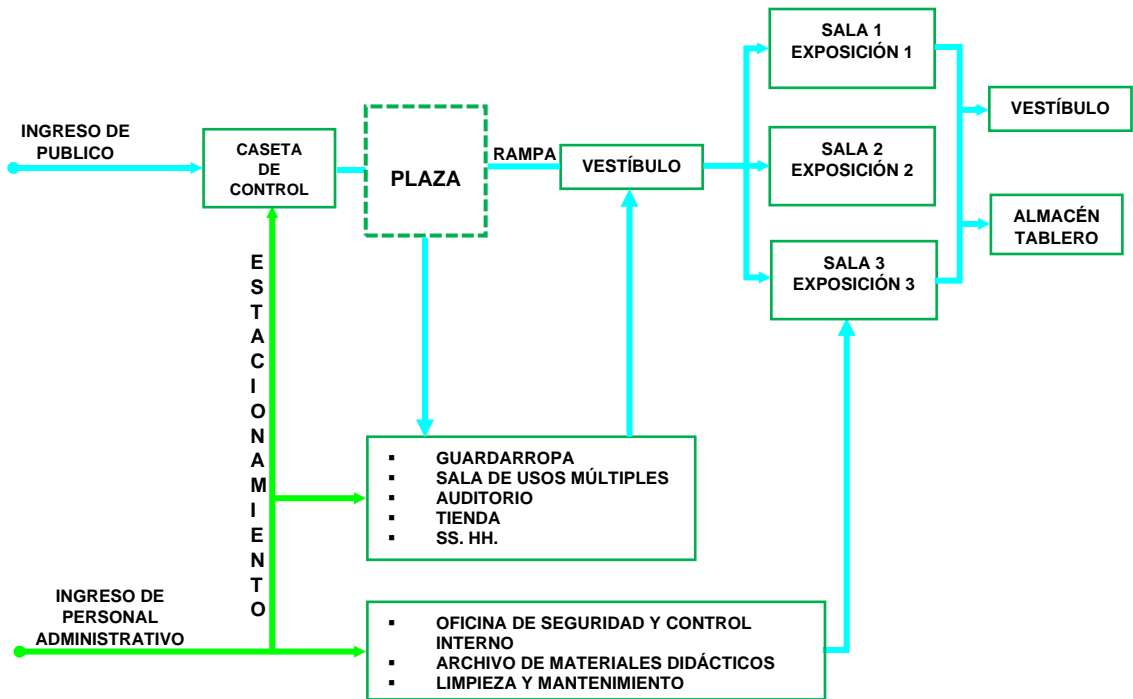 INGRESO DE
PUBLICO
CASETA
DE
CONTROL
PLAZA
RAMPA
VESTÍBULO
SALA 1
EXPOSICIÓN 1
SALA 2
EXPOSICIÓN 2
SALA 3
EXPOSICIÓN 3
VESTÍBULO
ALMACÉN
TABLERO
E
S
T
A
C
I
O
N
A
M
I
E
N
T
O
▪ GUARDARROPA
▪ SALA DE USOS MÚLTIPLES
▪ AUDITORIO
▪ TIENDA
▪ SS. HH.
INGRESO DE
PERSONAL
ADMINISTRATIVO
▪ OFICINA DE SEGURIDAD Y CONTROL
INTERNO
▪ ARCHIVO DE MATERIALES DIDÁCTICOS
▪ LIMPIEZA Y MANTENIMIENTO